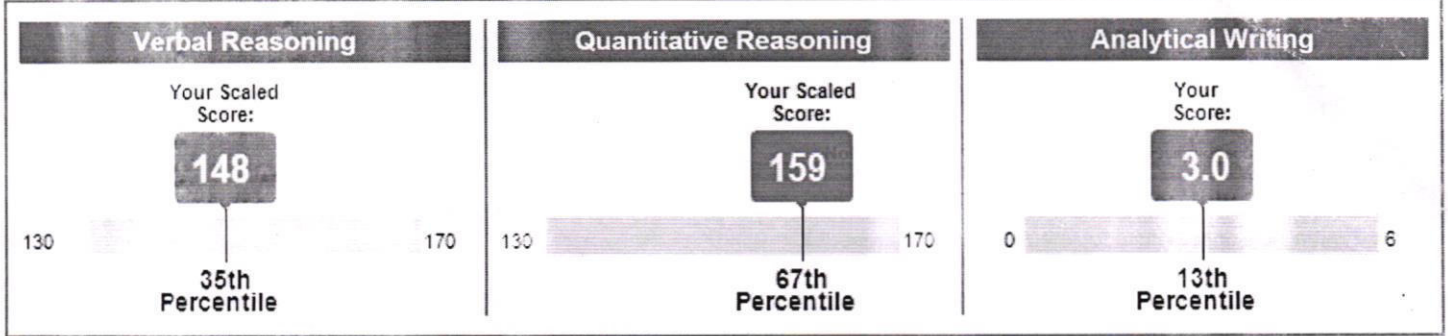 Verbal Reasoning
Your Scaled
Score:
148
130
170
35th
Percentile
Quantitative Reasoning
Your Scaled
Score:
159
130
170
67th
Percentile
Analytical Writing
Your
Score:
3.0
0
6
13th
Percentile